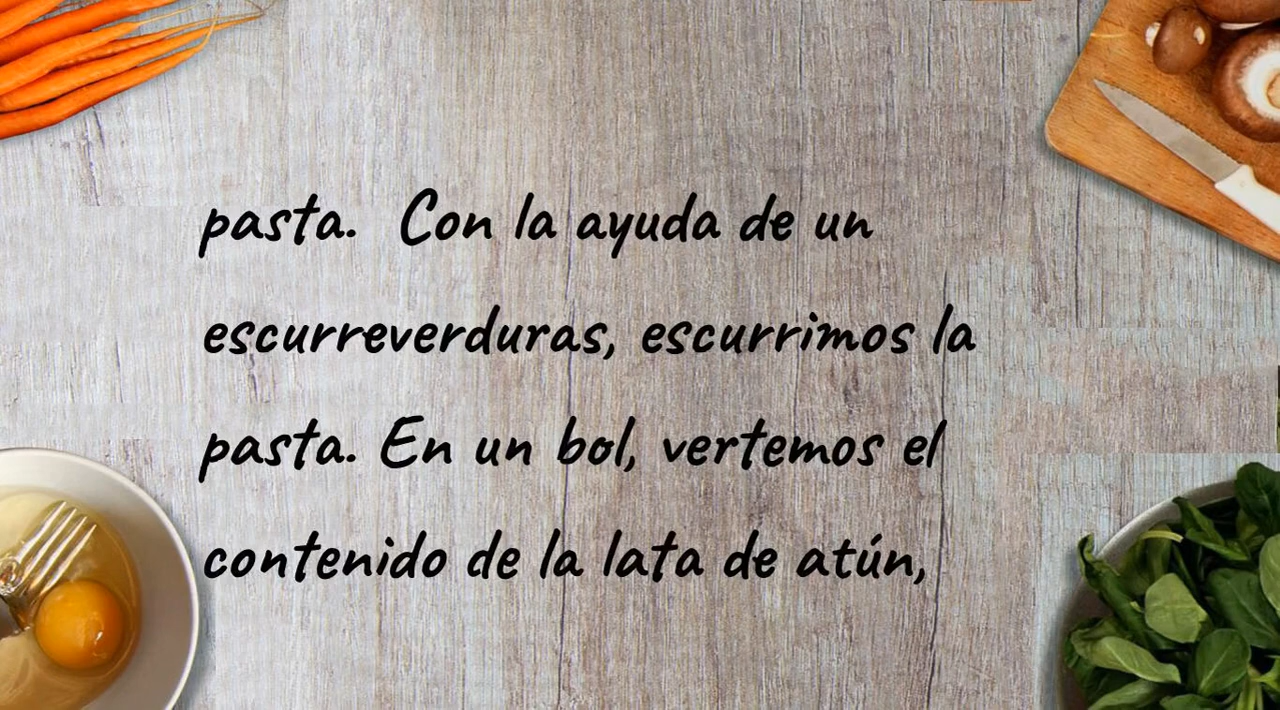 pasta.  Con la ayuda de un
escurreverduras, escurrimos la
pasta. En un bol, vertemos el
contenido de la lata de atún,